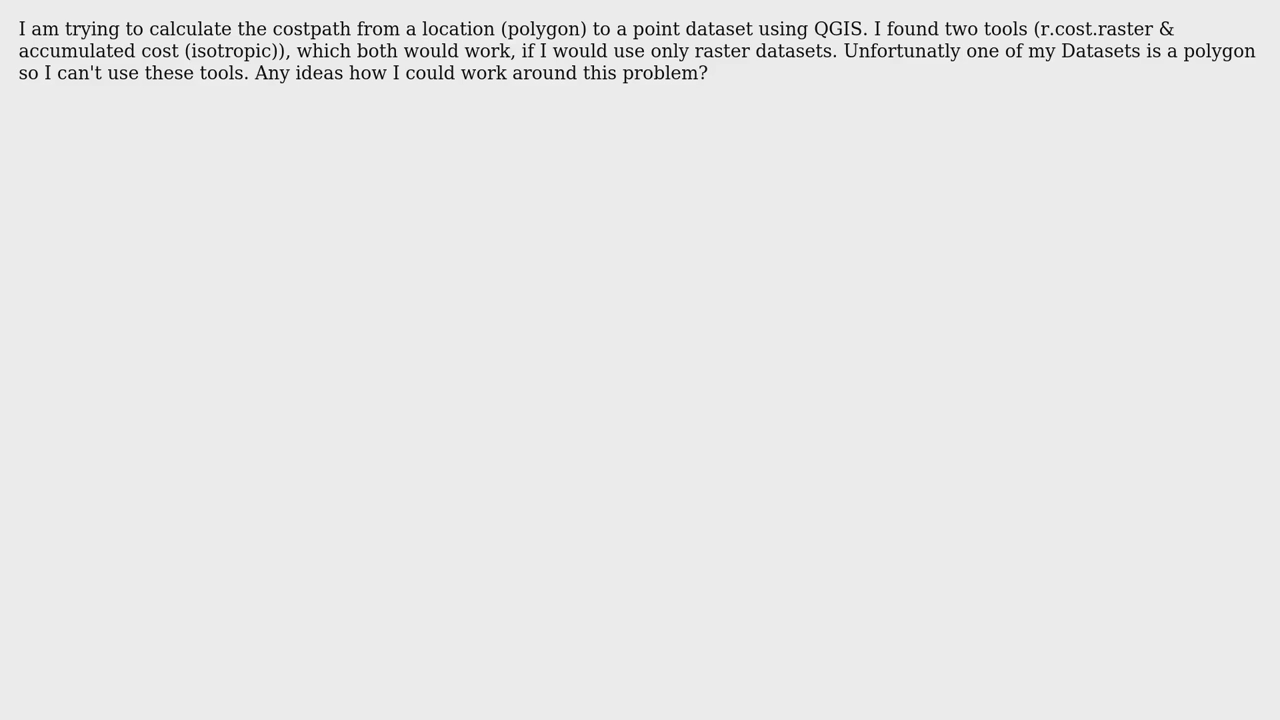 I am trying to calculate the costpath from a location (polygon) to a point dataset using QGIS. I found two tools (r.cost.raster &
accumulated cost (isotropic)), which both would work, if I would use only raster datasets. Unfortunatly one of my Datasets is a polygon
so I can't use these tools. Any ideas how I could work around this problem?